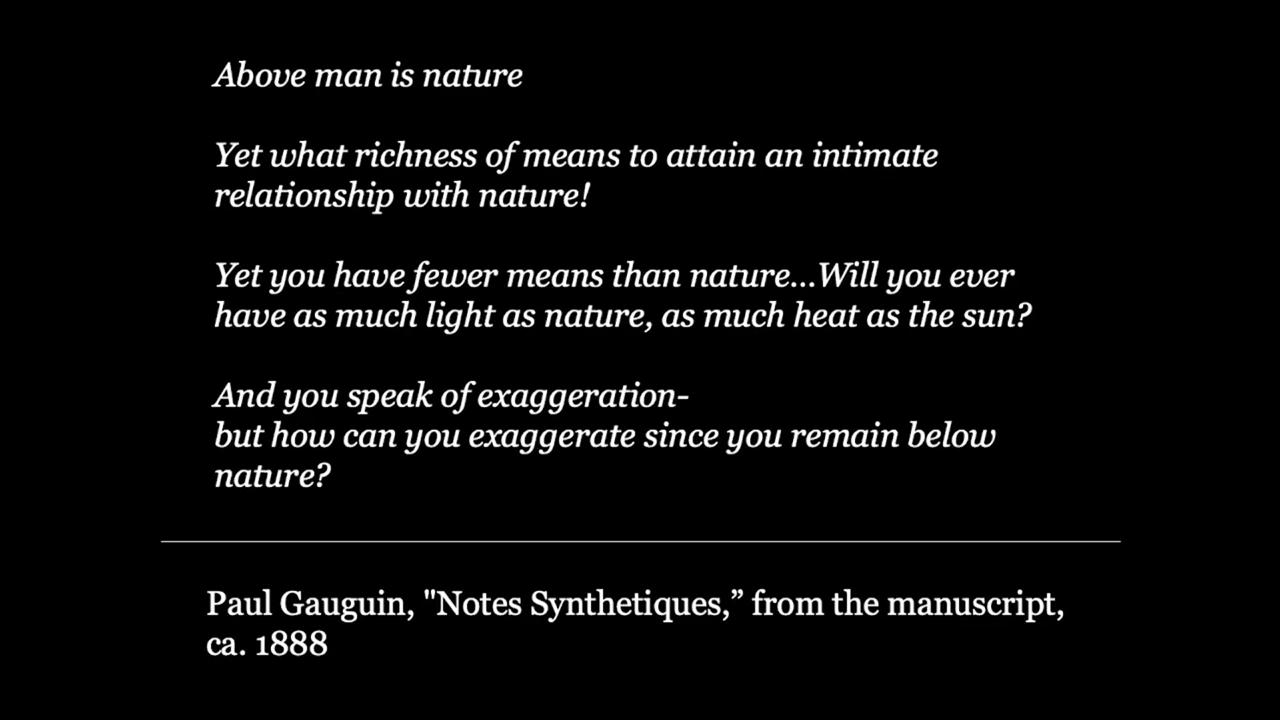 Above man is nature
Yet what richness of means to attain an intimate
relationship with nature!
Yet you have fewer means than nature...Will you ever
have as much light as nature, as much heat as the sun?
And you speak of exaggeration-
but how can you exaggerate since you remain below
nature?
Paul Gauguin, "Notes Synthetiques,” from the manuscript,
ca. 1888